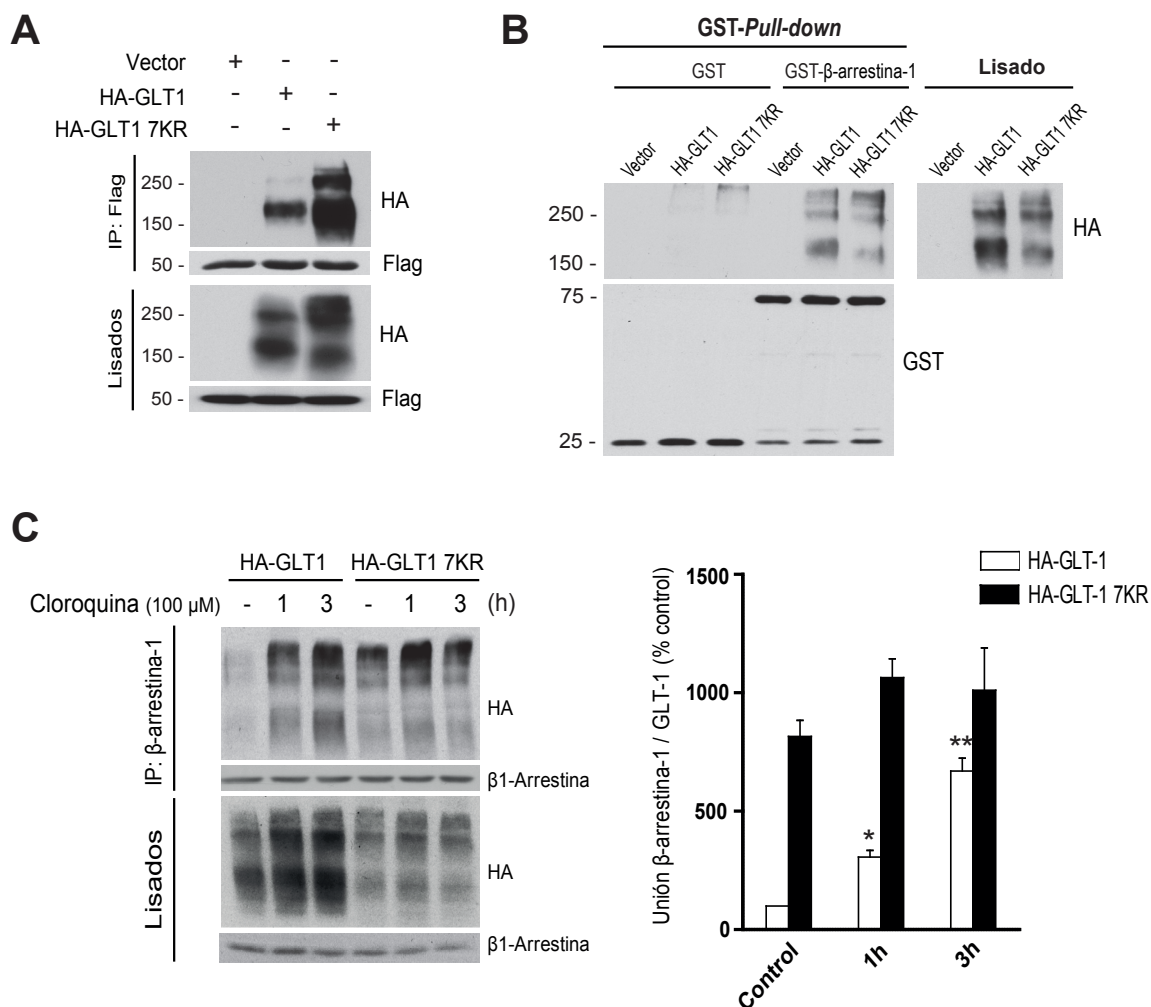 A
Vector + - -
HA-GLT1 - + -
HA-GLT1 7KR - - +
IP: Flag
250 -
150 -
HA
50 -
Flag
Lisados
250 -
150 -
HA
50 -
Flag
B
GST-Pull-down
GST
GST-β-arrestina-1
Lisado
Vector
HA-GLT1
HA-GLT1 7KR
Vector
HA-GLT1
HA-GLT1 7KR
Vector
HA-GLT1
HA-GLT1 7KR
250 -
150 -
HA
75 -
GST
25 -
C
HA-GLT1 HA-GLT1 7KR
Cloroquina (100 µM) - 1 3 - 1 3 (h)
IP: β-arrestina-1
HA
β1-Arrestina
Lisados
HA
β1-Arrestina
HA-GLT-1
HA-GLT-1 7KR
Unión β-arrestina-1 / GLT-1 (% control)
1500
1000
500
0
*
**
Control
1h
3h